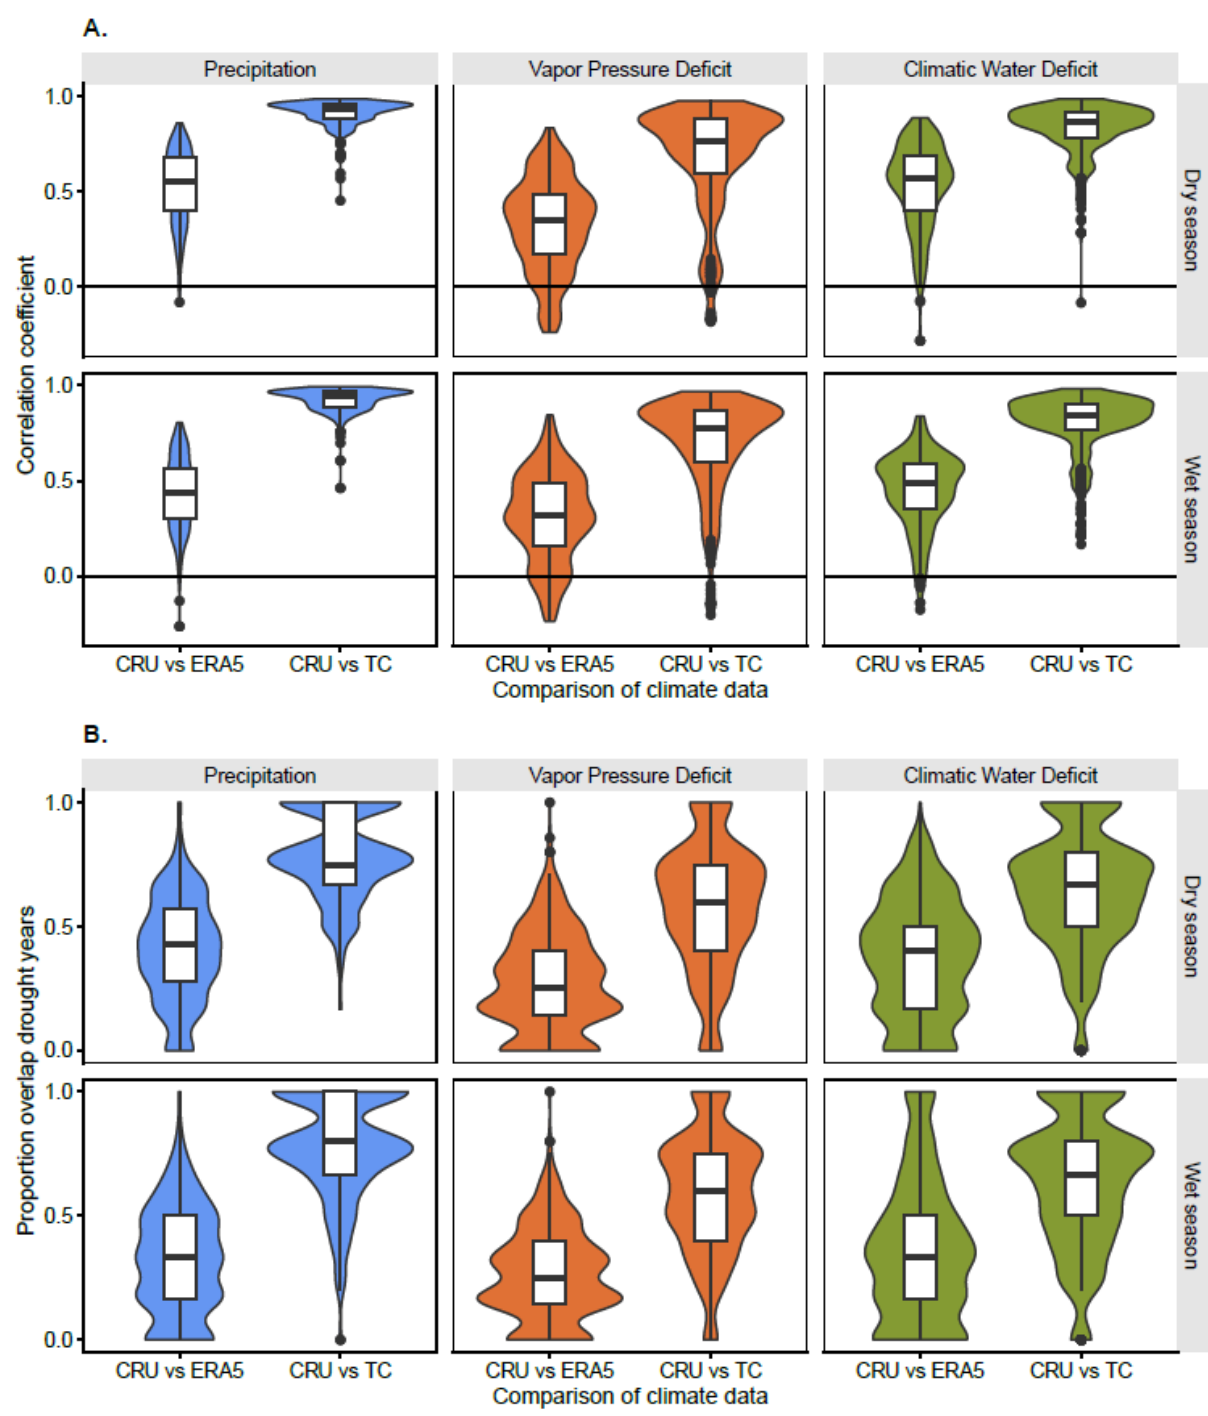 A.
Precipitation Vapor Pressure Deficit Climatic Water Deficit
1.0
0.5
0.0
Dry season
Correlation coefficient
1.0
0.5
0.0
Wet season
CRU vs ERA5 CRU vs TC CRU vs ERA5 CRU vs TC CRU vs ERA5 CRU vs TC
Comparison of climate data
B.
Precipitation Vapor Pressure Deficit Climatic Water Deficit
1.0
0.5
0.0
Dry season
Proportion overlap drought years
1.0
0.5
0.0
Wet season
CRU vs ERA5 CRU vs TC CRU vs ERA5 CRU vs TC CRU vs ERA5 CRU vs TC
Comparison of climate data